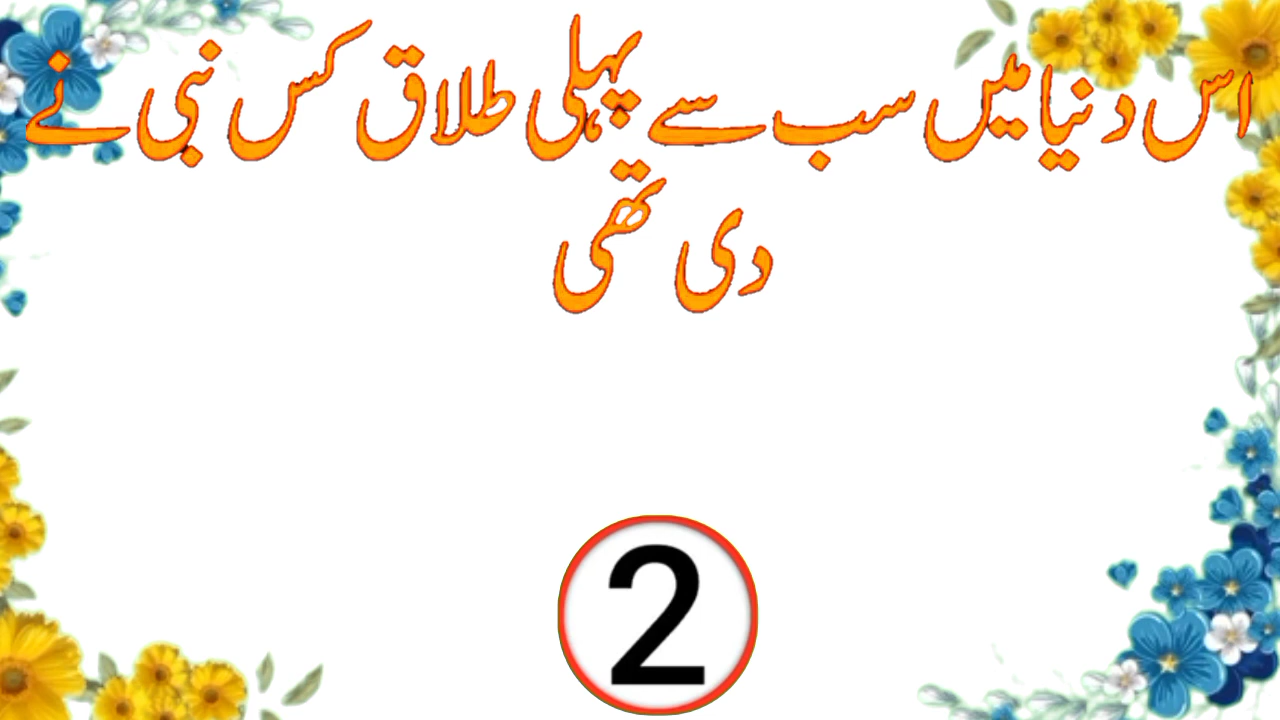 اس دنیا میں سب سے پہلی طلاق کس نبی نے
دی تھی
2